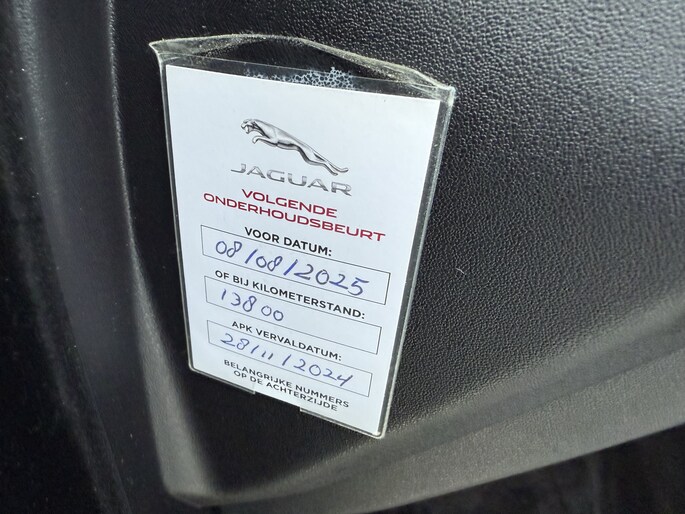 JAGUAR
VOLGENDE
ONDERHOUDSBEURT
VOOR DATUM:
08/08/2025
OF BIJ KILOMETERSTAND:
13800
APK VERVALDATUM:
28/11/2024
BELANGRIJKE NUMMERS
OP DE ACHTERZIJDE